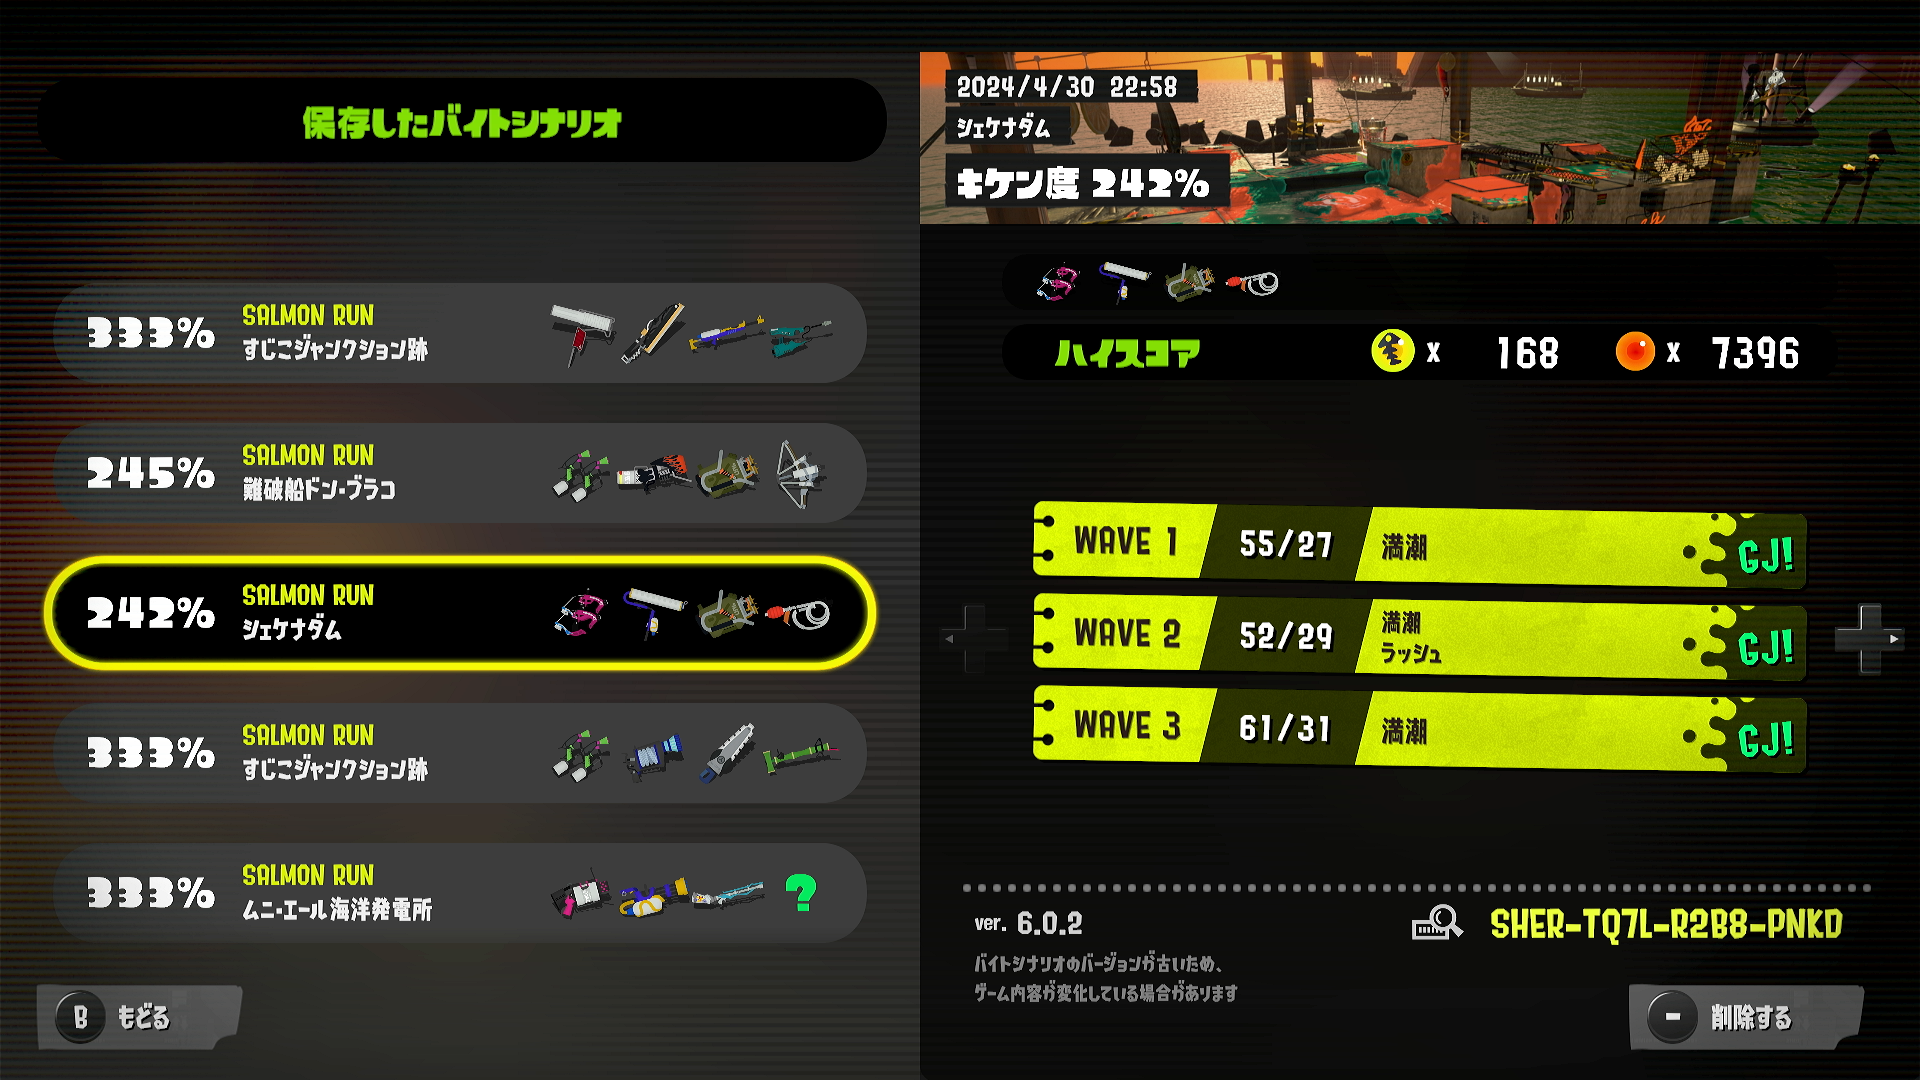 保存したバイトシナリオ
333%
SALMON RUN
すじこジャンクション跡
245%
SALMON RUN
難破船ドン・ブラコ
242%
SALMON RUN
シェケナダム
333%
SALMON RUN
すじこジャンクション跡
333%
SALMON RUN
ムニ・エール海洋発電所
?
B もどる
2024/4/30 22:58
シェケナダム
キケン度 242%
ハイスコア x 168 x 7396
WAVE 1 55/27 満潮 GJ!
WAVE 2 52/29 満潮 GJ!
ラッシュ
WAVE 3 61/31 満潮 GJ!
ver. 6.0.2
SHER-TQ7L-R2B8-PNKD
バイトシナリオのバージョンが古いため、
ゲーム内容が変化している場合があります
削除する